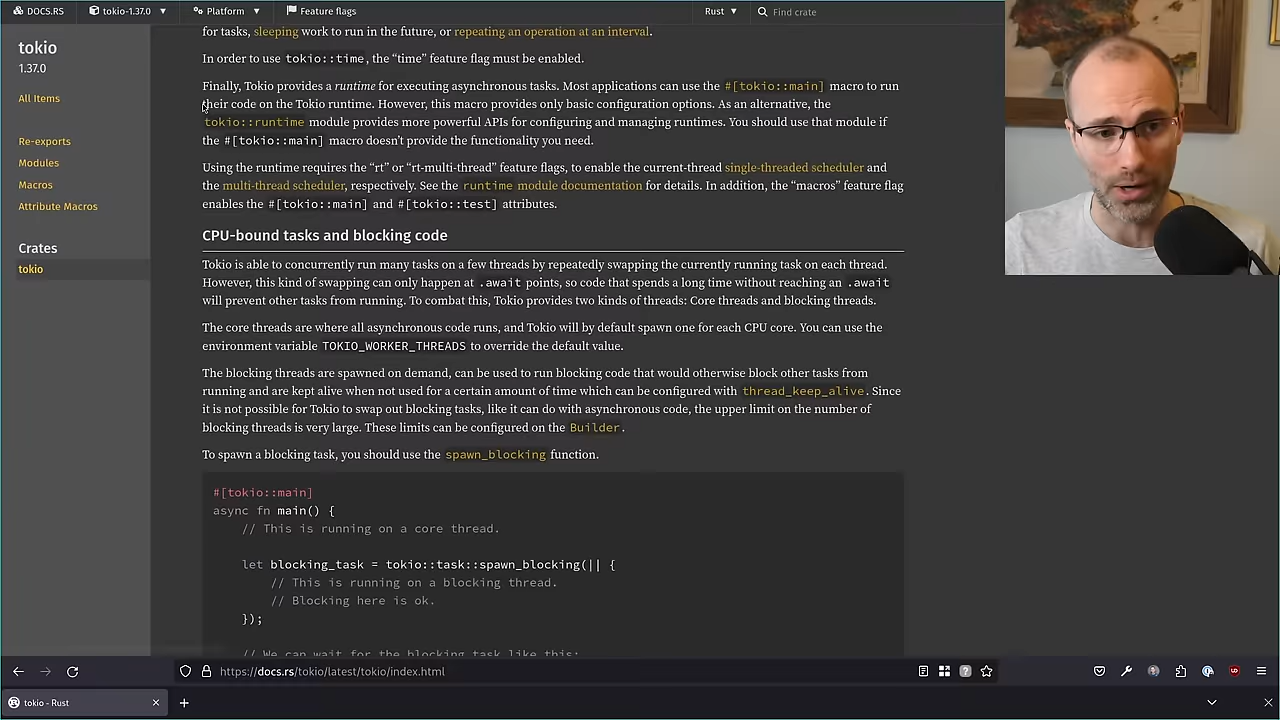 DOCS.RS
tokio-1.37.0
Platform
Feature flags
Rust
Find crate
tokio
1.37.0
All Items
Re-exports
Modules
Macros
Attribute Macros
Crates
tokio
for tasks, sleeping work to run in the future, or repeating an operation at an interval.
In order to use tokio::time, the “time” feature flag must be enabled.
Finally, Tokio provides a runtime for executing asynchronous tasks. Most applications can use the #[tokio::main] macro to run
their code on the Tokio runtime. However, this macro provides only basic configuration options. As an alternative, the
tokio::runtime module provides more powerful APIs for configuring and managing runtimes. You should use that module if
the #[tokio::main] macro doesn’t provide the functionality you need.
Using the runtime requires the “rt” or “rt-multi-thread” feature flags, to enable the current-thread single-threaded scheduler and
the multi-thread scheduler, respectively. See the runtime module documentation for details. In addition, the “macros” feature flag
enables the #[tokio::main] and #[tokio::test] attributes.
CPU-bound tasks and blocking code
Tokio is able to concurrently run many tasks on a few threads by repeatedly swapping the currently running task on each thread.
However, this kind of swapping can only happen at .await points, so code that spends a long time without reaching an .await
will prevent other tasks from running. To combat this, Tokio provides two kinds of threads: Core threads and blocking threads.
The core threads are where all asynchronous code runs, and Tokio will by default spawn one for each CPU core. You can use the
environment variable TOKIO_WORKER_THREADS to override the default value.
The blocking threads are spawned on demand, can be used to run blocking code that would otherwise block other tasks from
running and are kept alive when not used for a certain amount of time which can be configured with thread_keep_alive. Since
it is not possible for Tokio to swap out blocking tasks, like it can do with asynchronous code, the upper limit on the number of
blocking threads is very large. These limits can be configured on the Builder.
To spawn a blocking task, you should use the spawn_blocking function.
#[tokio::main]
async fn main() {
// This is running on a core thread.
let blocking_task = tokio::task::spawn_blocking(|| {
// This is running on a blocking thread.
// Blocking here is ok.
});
// We can wait for the blocking task like this:
https://docs.rs/tokio/latest/tokio/index.html
tokio - Rust